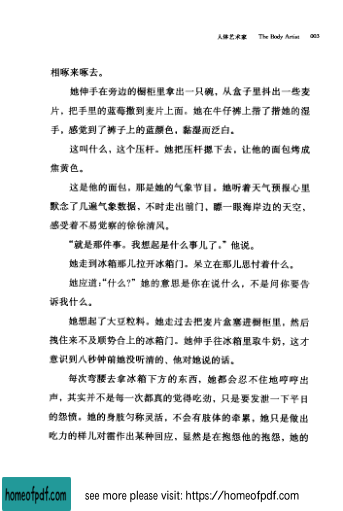 人体艺术家 The Body Artist 003
相啄来啄去。
她伸手在旁边的橱柜里拿出一只碗，从盒子里抖出一些麦
片，把手里的蓝莓撒到麦片上面。她在牛仔裤上揩了揩她的湿
手，感觉到了裤子上的蓝颜色，黏湿而泛白。
这叫什么，这个压杆。她把压杆摁下去，让他的面包烤成
焦黄色。
这是他的面包，那是她的气象节目。她听着天气预报心里
默念了几遍气象数据，不时走出前门，瞟一眼海岸边的天空，
感受着不易觉察的徐徐清风。
“就是那件事。我想起是什么事儿了。”他说。
她走到冰箱那儿拉开冰箱门。呆立在那儿思忖着什么。
她应道：“什么？”她的意思是你在说什么，不是问你要告
诉我什么。
她想起了大豆粒料。她走过去把麦片盒塞进橱柜里，然后
拽住来不及顺势合上的冰箱门。她伸手往冰箱里取牛奶，这才
意识到八秒钟前她没听清的、他对她说的话。
每次弯腰去拿冰箱下方的东西，她都会忍不住地哼哼出
声，其实并不是每一次都真的觉得吃劲，只是要发泄一下平日
的怨愤。她的身肢匀称灵活，不会有肢体的牵累，她只是做出
吃力的样儿对雷作出某种回应，显然是在抱怨他的抱怨，她的
homeofpdf.com
see more please visit: https://homeofpdf.com